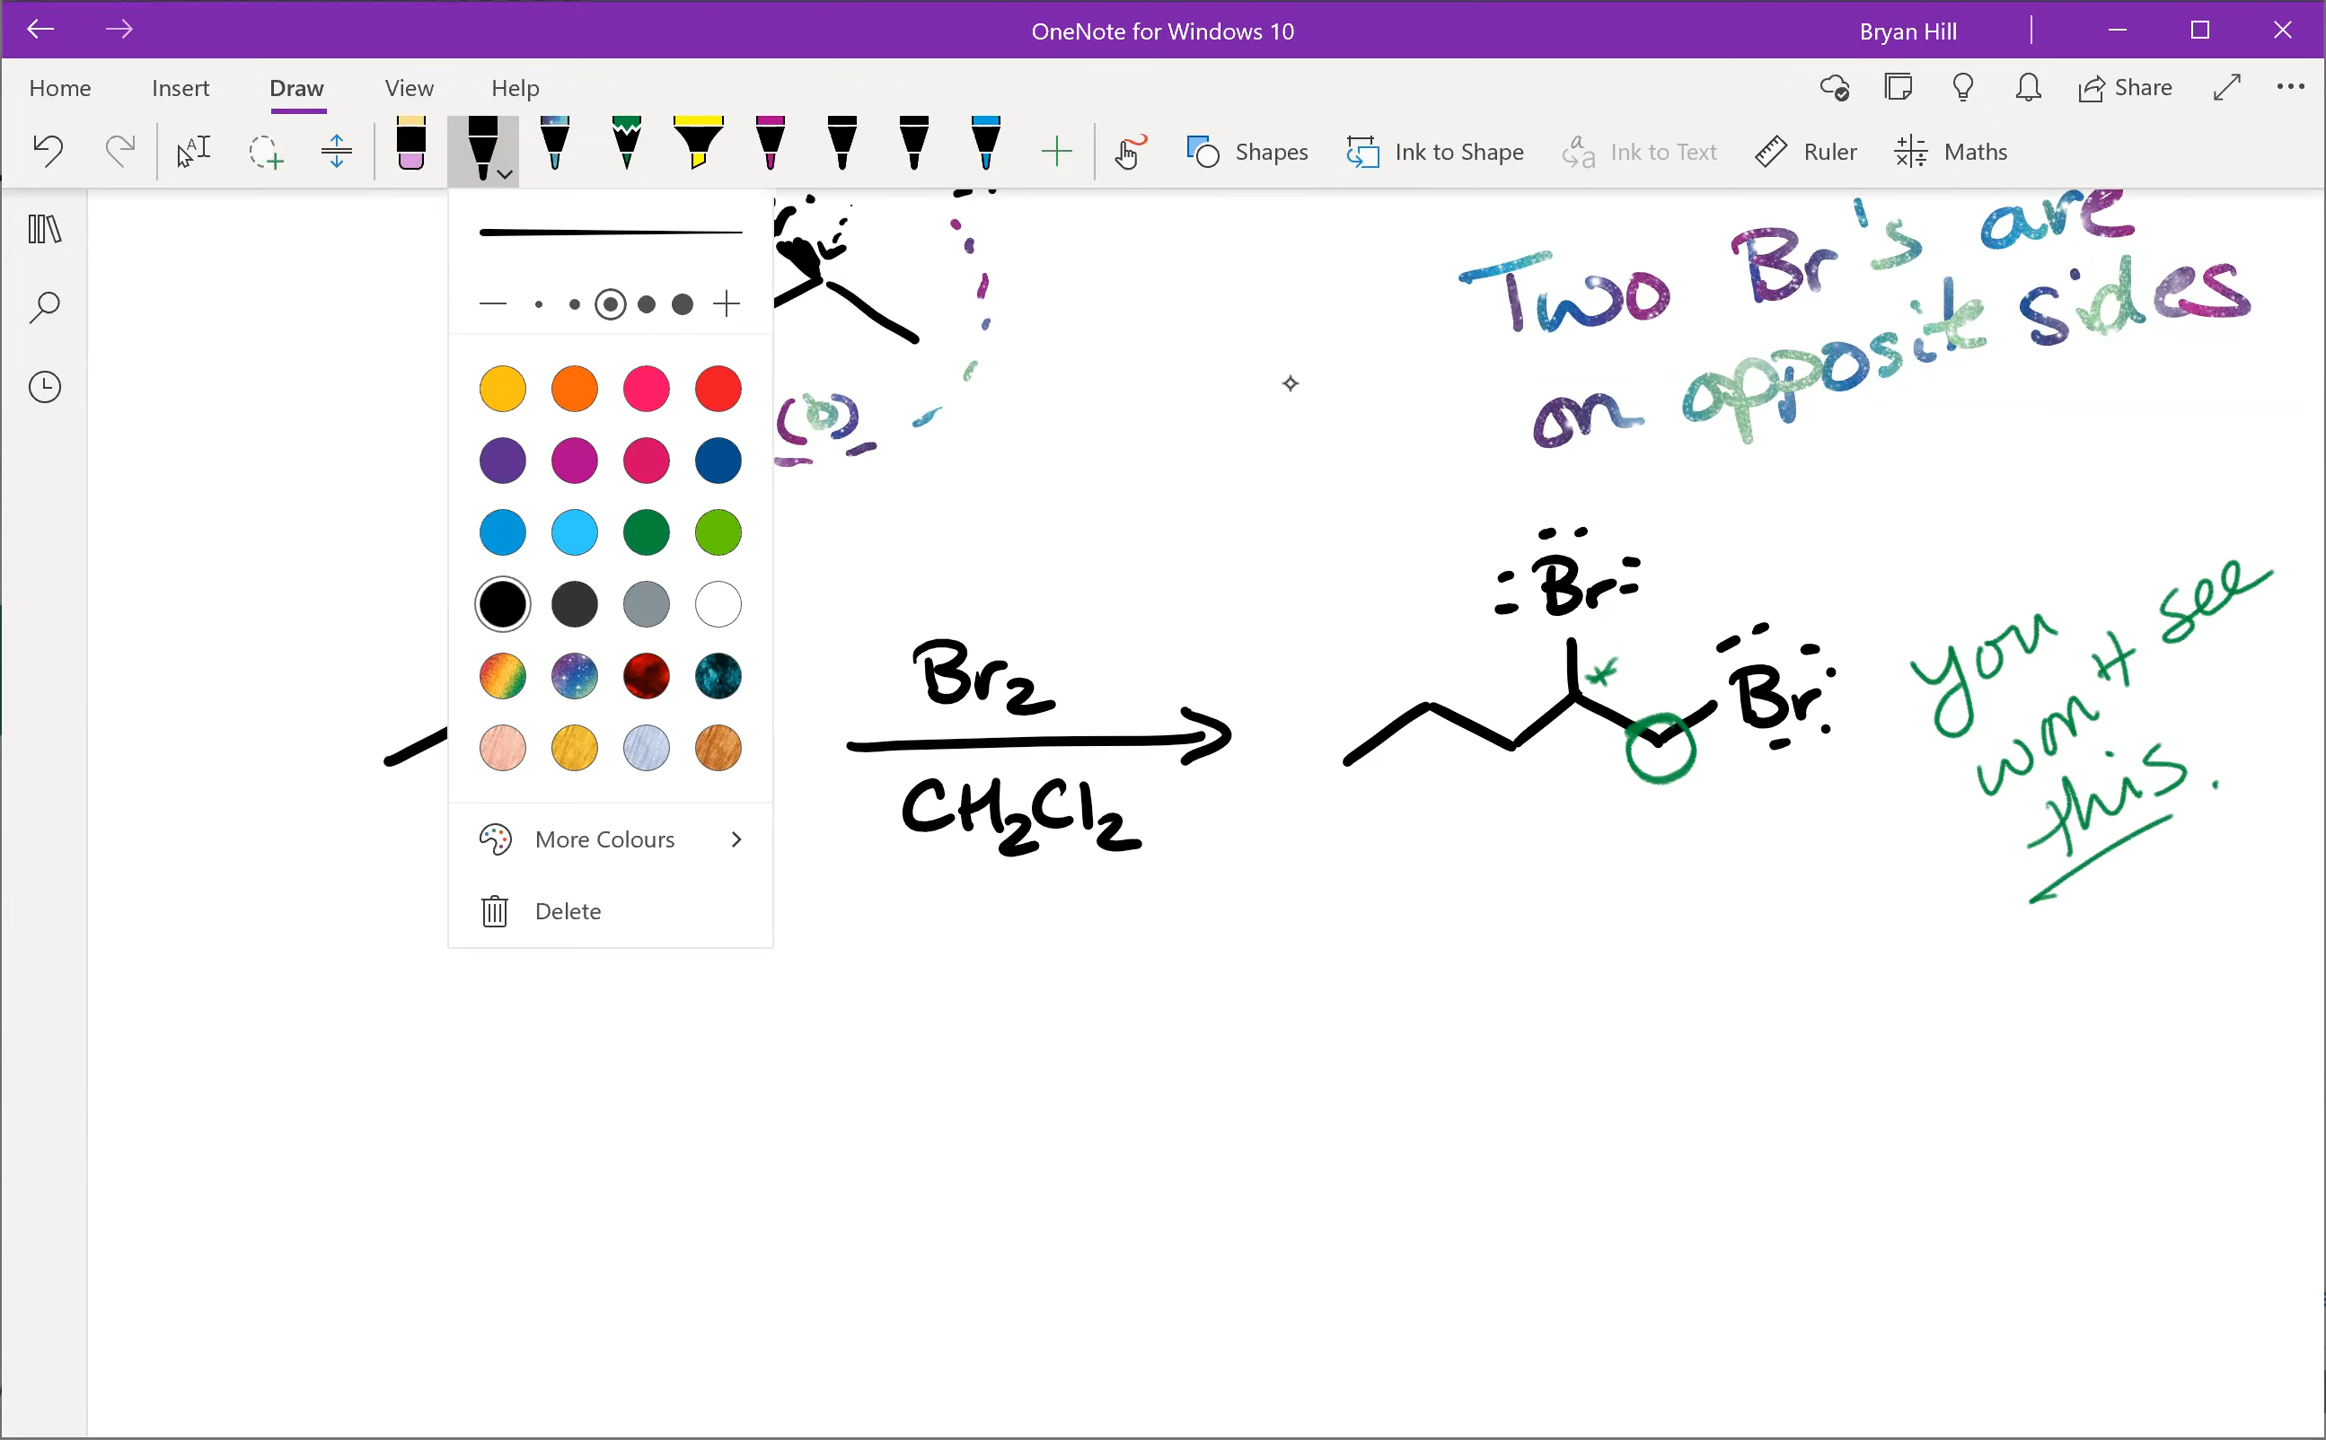 OneNote for Windows 10
Bryan Hill
Home Insert Draw View Help
Share
Shapes Ink to Shape Ink to Text Ruler Maths
Two Br's are
on opposit sides
(b)
Br
Br
Br2
CH2Cl2
you
won't see
this.
More Colours
Delete